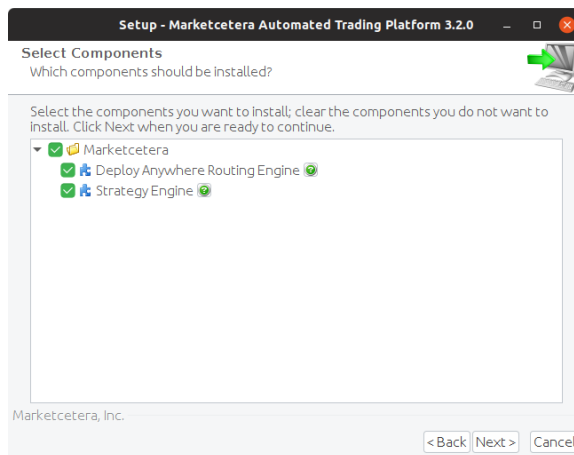 Setup - Marketcetera Automated Trading Platform 3.2.0
Select Components
Which components should be installed?
Select the components you want to install; clear the components you do not want to
install. Click Next when you are ready to continue.
Marketcetera
Deploy Anywhere Routing Engine
Strategy Engine
Marketcetera, Inc.
< Back Next > Cancel